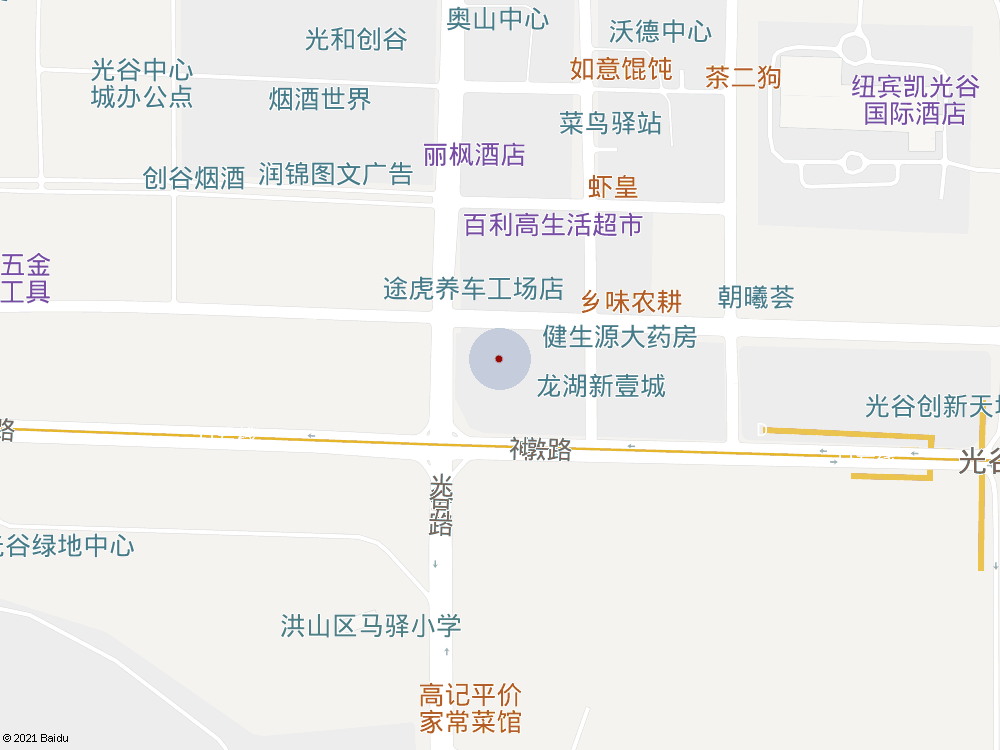 奥山中心
光和创谷
沃德中心
光谷中心
城办公点
如意馄饨
茶二狗
烟酒世界
纽宾凯光谷
国际酒店
菜鸟驿站
丽枫酒店
创谷烟酒
润锦图文广告
虾皇
百利高生活超市
五金
工具
途虎养车工场店
乡味农耕
朝曦荟
健生源大药房
龙湖新壹城
光谷创新天地
路
神墩路
光谷
光谷路
光谷绿地中心
洪山区马驿小学
高记平价
家常菜馆
© 2021 Baidu